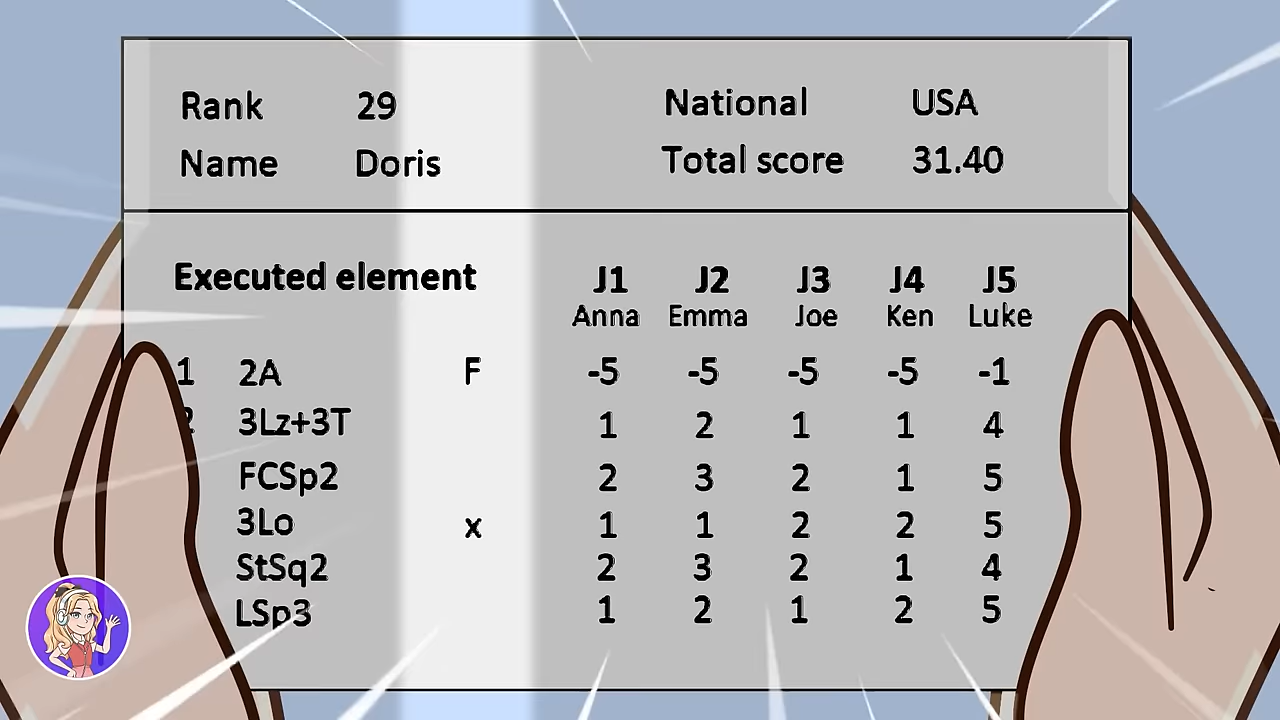 Rank 29 National USA
Name Doris Total score 31.40
Executed element J1 J2 J3 J4 J5
Anna Emma Joe Ken Luke
1 2A F -5 -5 -5 -5 -1
2 3Lz+3T 1 2 1 1 4
FCSp2 2 3 2 1 5
3Lo x 1 1 2 2 5
StSq2 2 3 2 1 4
LSp3 1 2 1 2 5